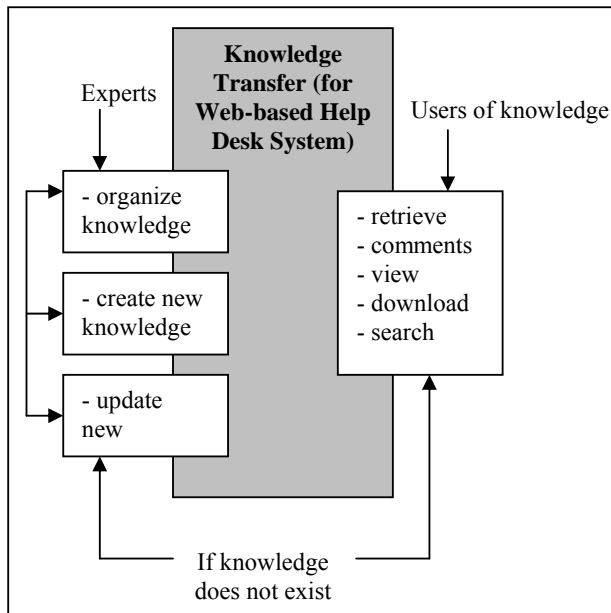 Knowledge
Transfer (for
Web-based Help
Desk System)
Experts
Users of knowledge
- organize
knowledge
- create new
knowledge
- update
new
- retrieve
- comments
- view
- download
- search
If knowledge
does not exist